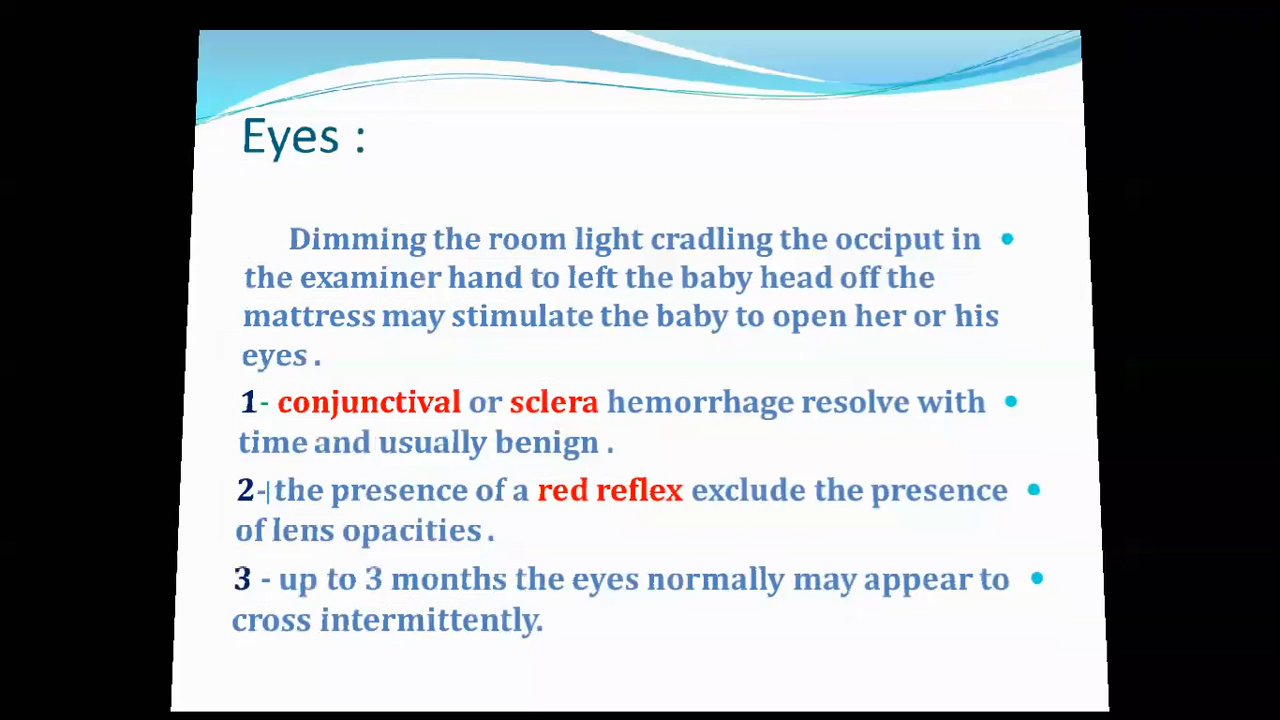 Eyes :
Dimming the room light cradling the occiput in
the examiner hand to left the baby head off the
mattress may stimulate the baby to open her or his
eyes .
1- conjunctival or sclera hemorrhage resolve with
time and usually benign .
2- the presence of a red reflex exclude the presence
of lens opacities .
3 - up to 3 months the eyes normally may appear to
cross intermittently.